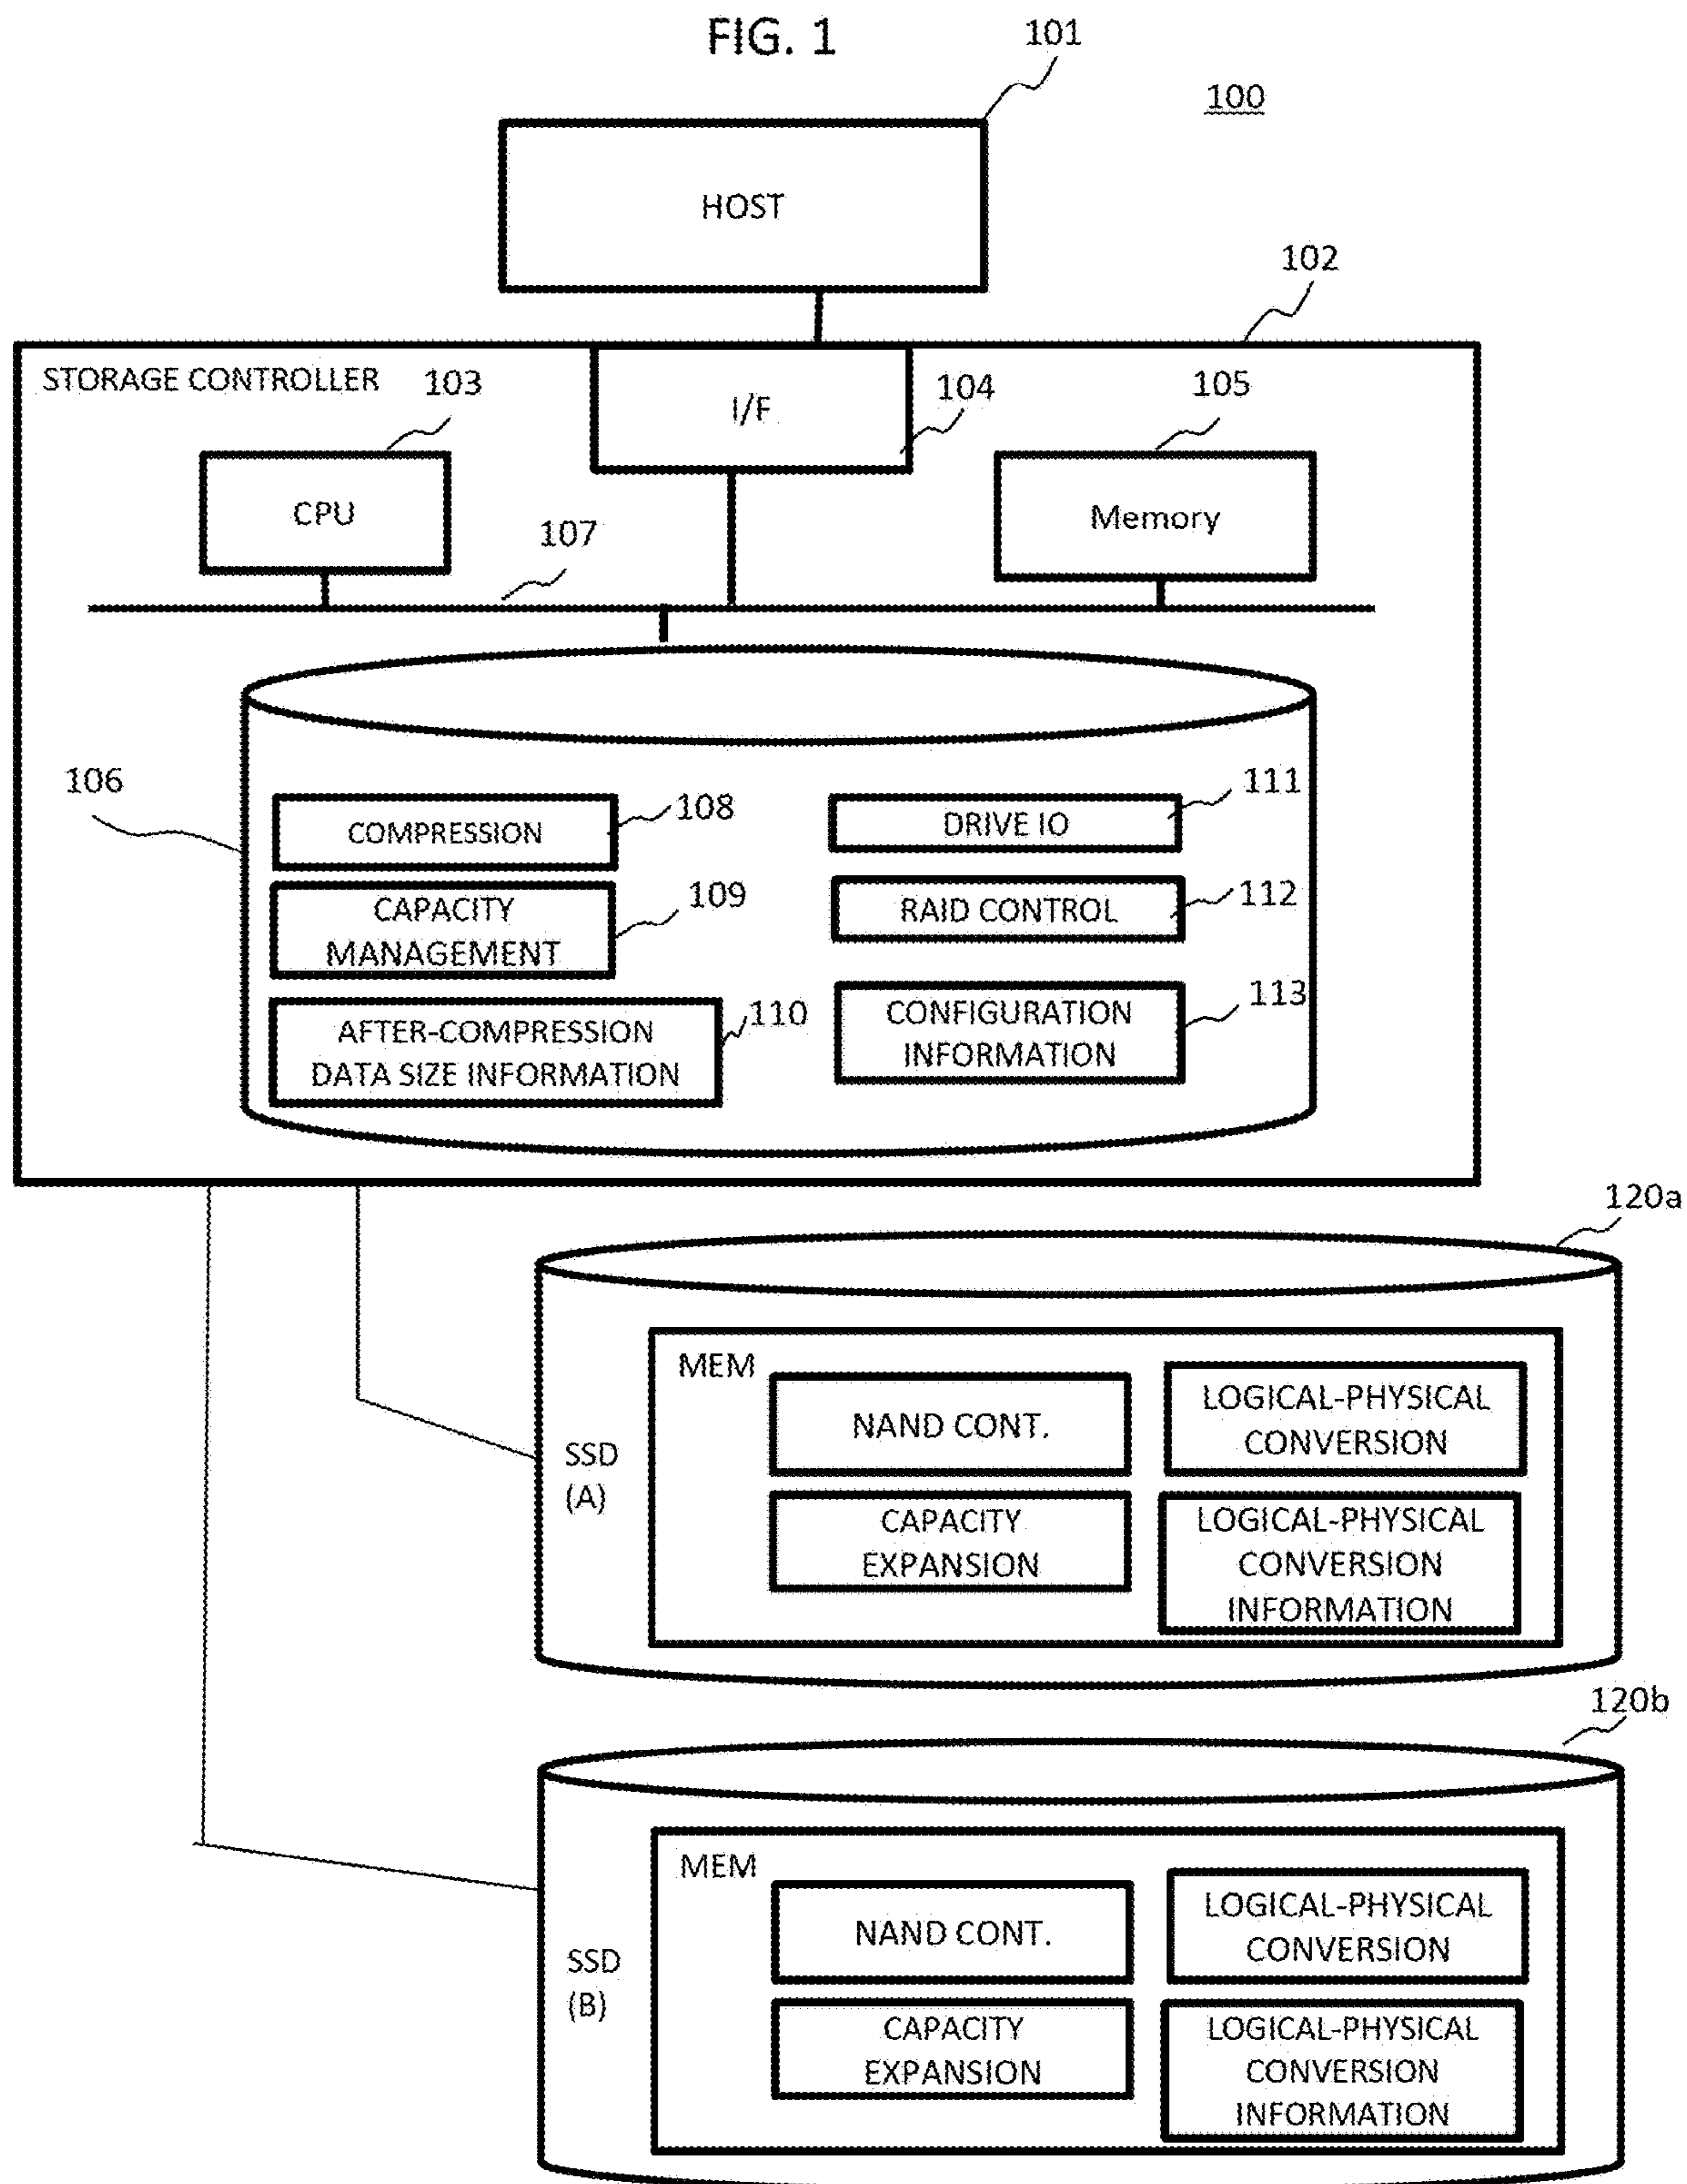 FIG. 1
101
100
HOST
102
STORAGE CONTROLLER
103
I/F
104
105
CPU
Memory
107
106
COMPRESSION
108
DRIVE IO
111
CAPACITY
MANAGEMENT
109
RAID CONTROL
112
AFTER-COMPRESSION
DATA SIZE INFORMATION
110
CONFIGURATION
INFORMATION
113
120a
SSD
(A)
MEM
NAND CONT.
LOGICAL-PHYSICAL
CONVERSION
CAPACITY
EXPANSION
LOGICAL-PHYSICAL
CONVERSION
INFORMATION
120b
SSD
(B)
MEM
NAND CONT.
LOGICAL-PHYSICAL
CONVERSION
CAPACITY
EXPANSION
LOGICAL-PHYSICAL
CONVERSION
INFORMATION